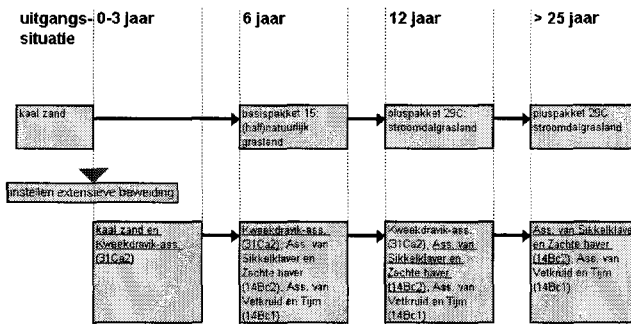 uitgangs- 0-3 jaar 6 jaar 12 jaar > 25 jaar
situatie
kaal zand
basispakket 15:
(half)natuurlijk
grasland
pluspakket 29C:
stroomdalgrasland
pluspakket 29C
stroomdalgrasland
instellen extensieve beweiding
kaal zand en
Kweekdravik-ass.
(31Ca2)
Kweekdravik-ass.
(31Ca2), Ass. van
Sikkelklaver en
Zachte haver
(14Bc2), Ass. van
Vetkruid en Tijm
(14Bc1)
Kweekdravik-ass.
(31Ca2), Ass. van
Sikkelklaver en
Zachte haver
(14Bc2), Ass. van
Vetkruid en Tijm
(14Bc1)
Ass. van Sikkelklaver
en Zachte haver
(14Bc2), Ass. van
Vetkruid en Tijm
(14Bc1)